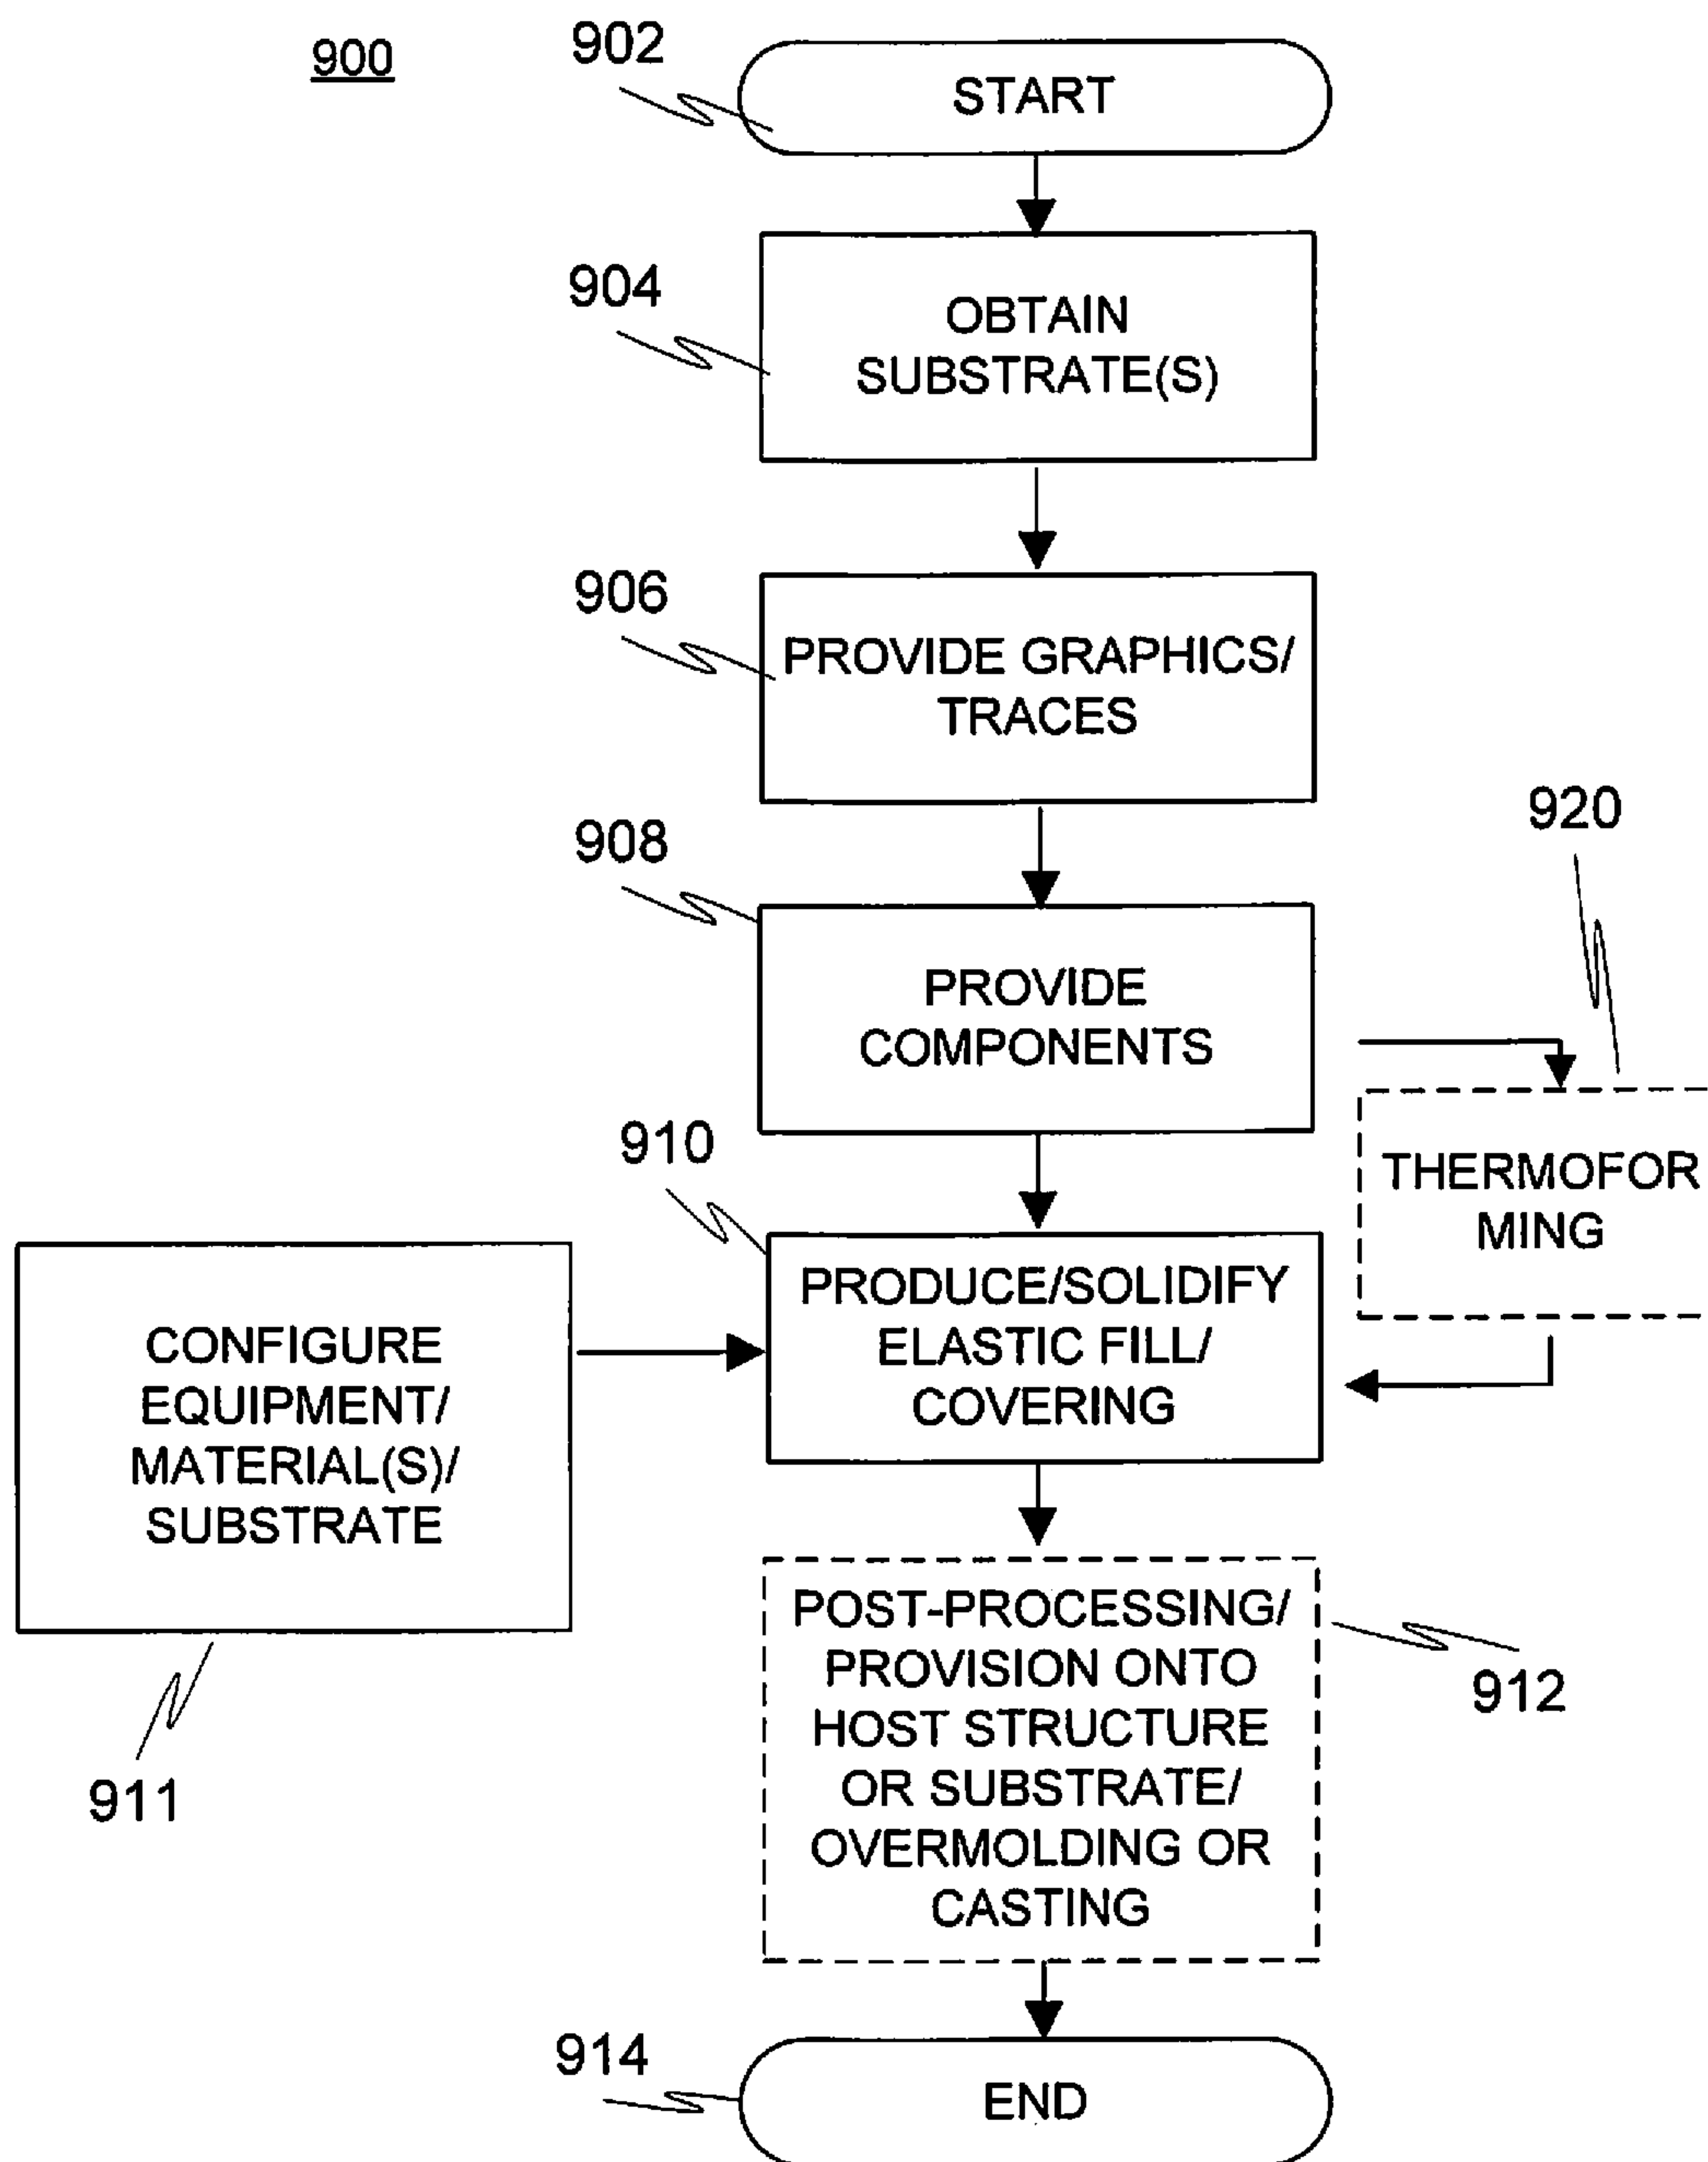 900
902
START
904
OBTAIN
SUBSTRATE(S)
906
PROVIDE GRAPHICS/
TRACES
908
PROVIDE
COMPONENTS
920
THERMOFOR
MING
910
PRODUCE/SOLIDIFY
ELASTIC FILL/
COVERING
CONFIGURE
EQUIPMENT/
MATERIAL(S)/
SUBSTRATE
911
POST-PROCESSING/
PROVISION ONTO
HOST STRUCTURE
OR SUBSTRATE/
OVERMOLDING OR
CASTING
912
914
END